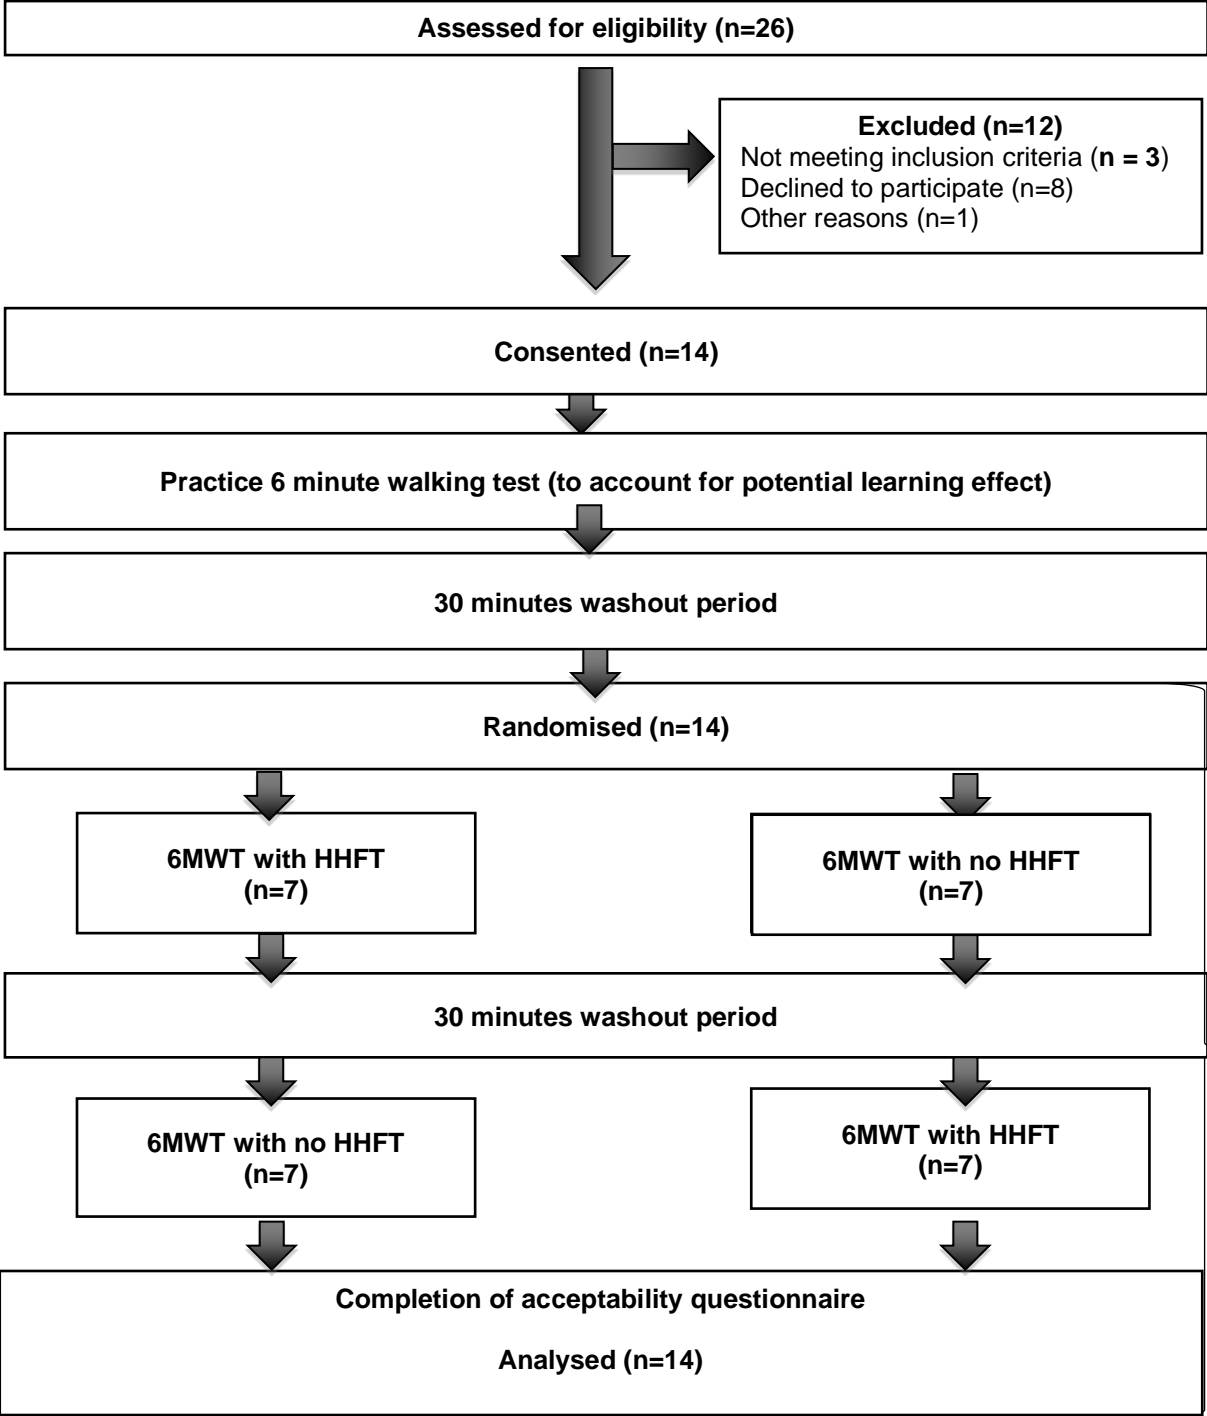 Assessed for eligibility (n=26)
Excluded (n=12)
Not meeting inclusion criteria (n = 3)
Declined to participate (n=8)
Other reasons (n=1)
Consented (n=14)
Practice 6 minute walking test (to account for potential learning effect)
30 minutes washout period
Randomised (n=14)
6MWT with HHFT
(n=7)
6MWT with no HHFT
(n=7)
30 minutes washout period
6MWT with no HHFT
(n=7)
6MWT with HHFT
(n=7)
Completion of acceptability questionnaire
Analysed (n=14)